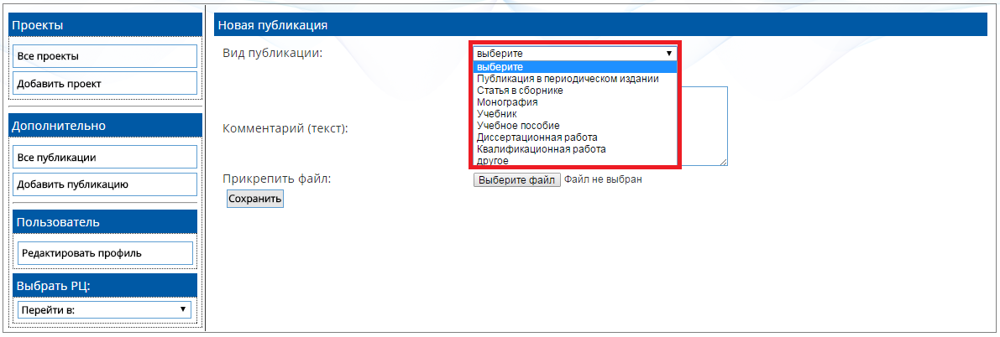 Проекты
Все проекты
Добавить проект
Дополнительно
Все публикации
Добавить публикацию
Пользователь
Редактировать профиль
Выбрать РЦ:
Перейти в:
Новая публикация
Вид публикации:
выберите
выберите
Публикация в периодическом издании
Статья в сборнике
Монография
Учебник
Учебное пособие
Диссертационная работа
Квалификационная работа
другое
Комментарий (текст):
Прикрепить файл:
Выберите файл Файл не выбран
Сохранить